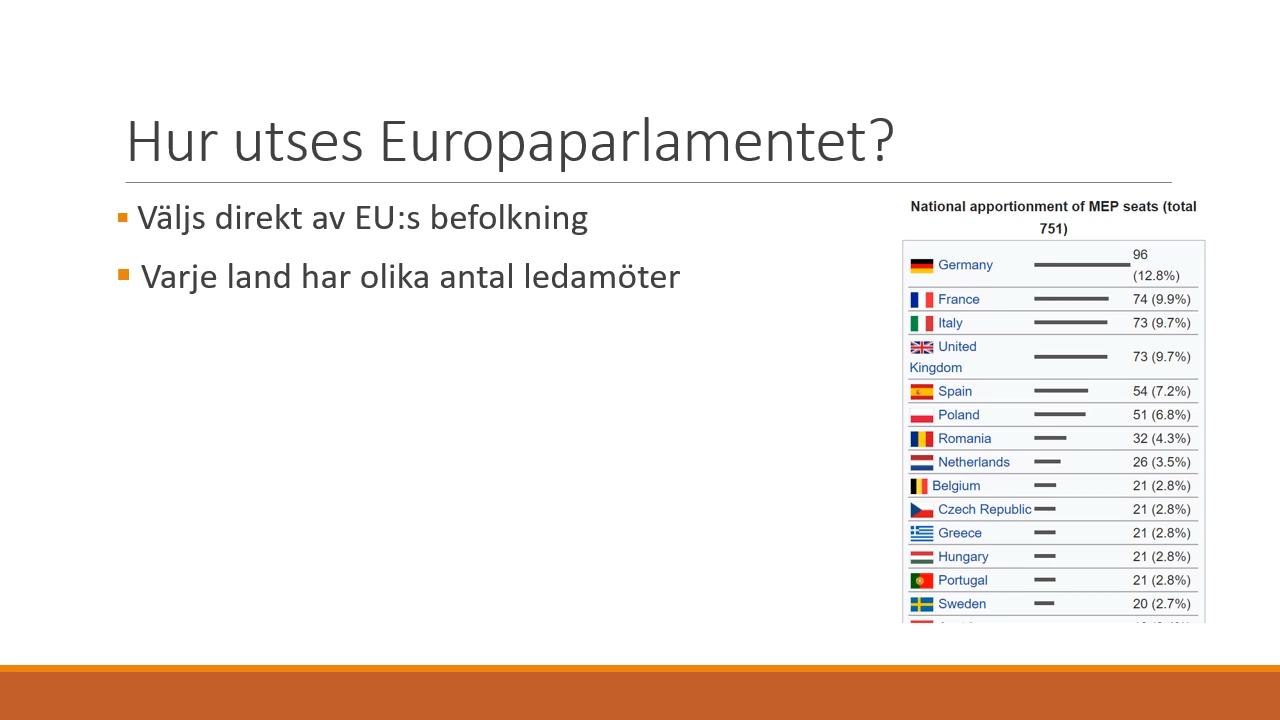 Hur utses Europaparlamentet?
Väljs direkt av EU:s befolkning
Varje land har olika antal ledamöter
National apportionment of MEP seats (total
751)
Germany 96
(12.8%)
France 74 (9.9%)
Italy 73 (9.7%)
United
Kingdom 73 (9.7%)
Spain 54 (7.2%)
Poland 51 (6.8%)
Romania 32 (4.3%)
Netherlands 26 (3.5%)
Belgium 21 (2.8%)
Czech Republic 21 (2.8%)
Greece 21 (2.8%)
Hungary 21 (2.8%)
Portugal 21 (2.8%)
Sweden 20 (2.7%)